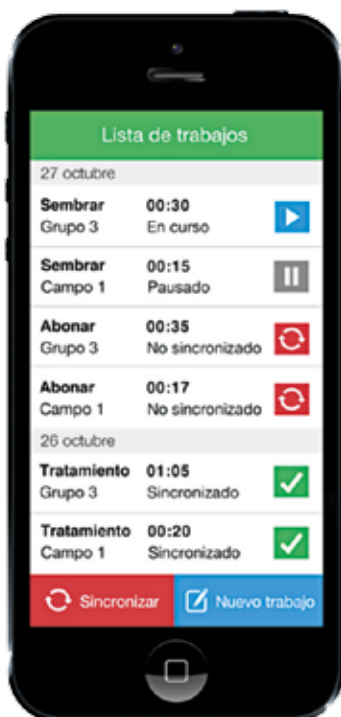 Lista de trabajos
27 octubre
Sembrar 00:30
Grupo 3 En curso
Sembrar 00:15
Campo 1 Pausado
Abonar 00:35
Grupo 3 No sincronizado
Abonar 00:17
Campo 1 No sincronizado
26 octubre
Tratamiento 01:05
Grupo 3 Sincronizado
Tratamiento 00:20
Campo 1 Sincronizado
Sincronizar Nuevo trabajo